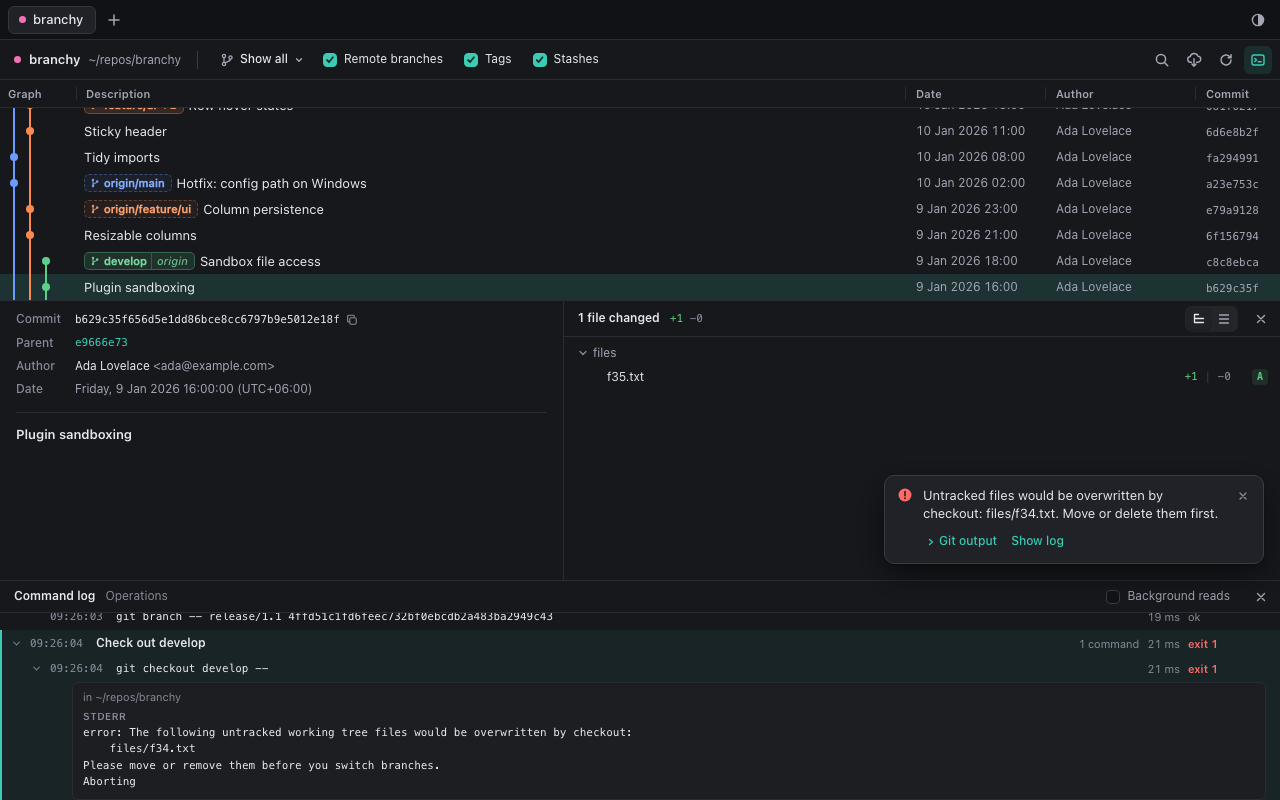 branchy
branchy ~/repos/branchy Show all Remote branches Tags Stashes
Graph Description Date Author Commit
Sticky header 10 Jan 2026 11:00 Ada Lovelace 6d6e8b2f
Tidy imports 10 Jan 2026 08:00 Ada Lovelace fa294991
origin/main Hotfix: config path on Windows 10 Jan 2026 02:00 Ada Lovelace a23e753c
origin/feature/ui Column persistence 9 Jan 2026 23:00 Ada Lovelace e79a9128
Resizable columns 9 Jan 2026 21:00 Ada Lovelace 6f156794
develop origin Sandbox file access 9 Jan 2026 18:00 Ada Lovelace c8c8ebca
Plugin sandboxing 9 Jan 2026 16:00 Ada Lovelace b629c35f
Commit b629c35f656d5e1dd86bce8cc6797b9e5012e18f
Parent e9666e73
Author Ada Lovelace <ada@example.com>
Date Friday, 9 Jan 2026 16:00:00 (UTC+06:00)
Plugin sandboxing
1 file changed +1 −0
files
f35.txt +1 −0 A
Untracked files would be overwritten by
checkout: files/f34.txt. Move or delete them first.
Git output Show log
Command log Operations Background reads
09:26:03 git branch -- release/1.1 4ffd51c1fd6feec732bf0ebcdb2a483ba2949c43 19 ms ok
09:26:04 Check out develop 1 command 21 ms exit 1
09:26:04 git checkout develop -- 21 ms exit 1
in ~/repos/branchy
STDERR
error: The following untracked working tree files would be overwritten by checkout:
files/f34.txt
Please move or remove them before you switch branches.
Aborting